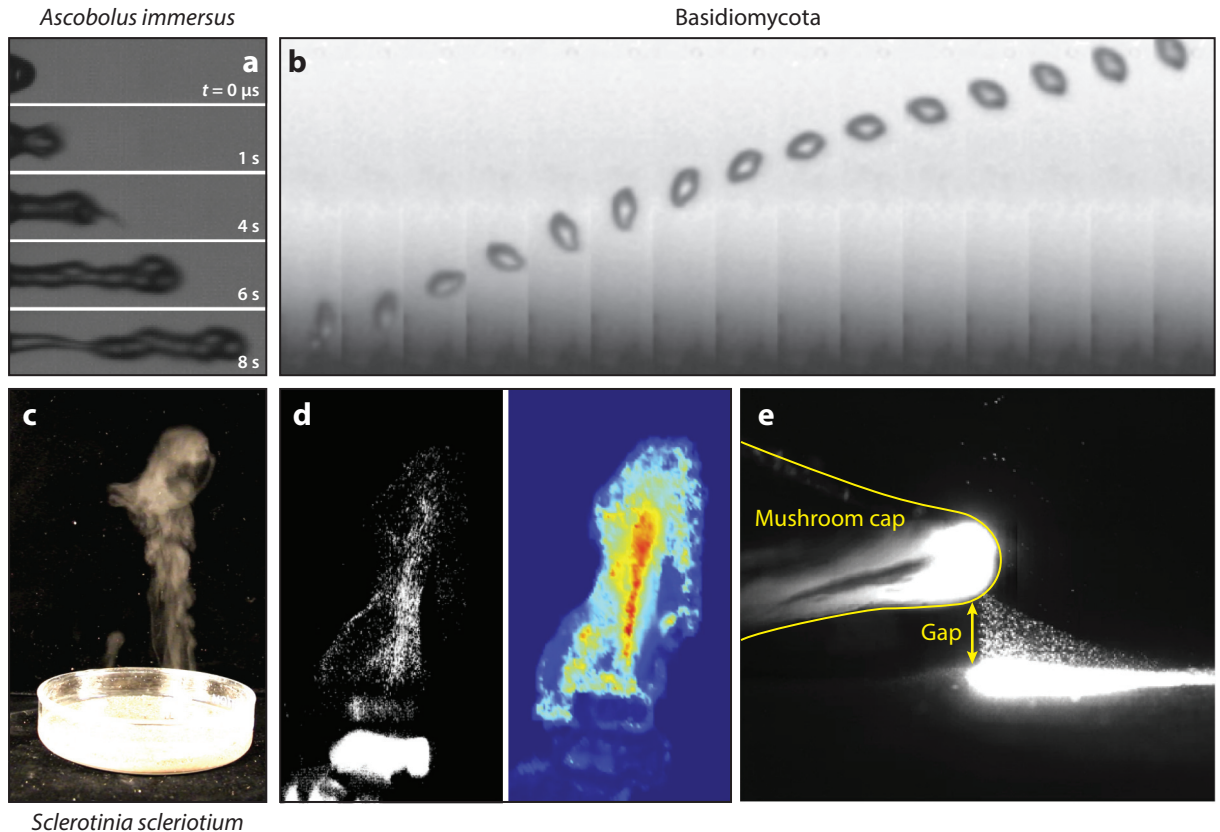 Ascobolus immersus
Basidiomycota
a
b
t = 0 μs
1 s
4 s
6 s
8 s
c
d
e
Mushroom cap
Gap
Sclerotinia scleriotium